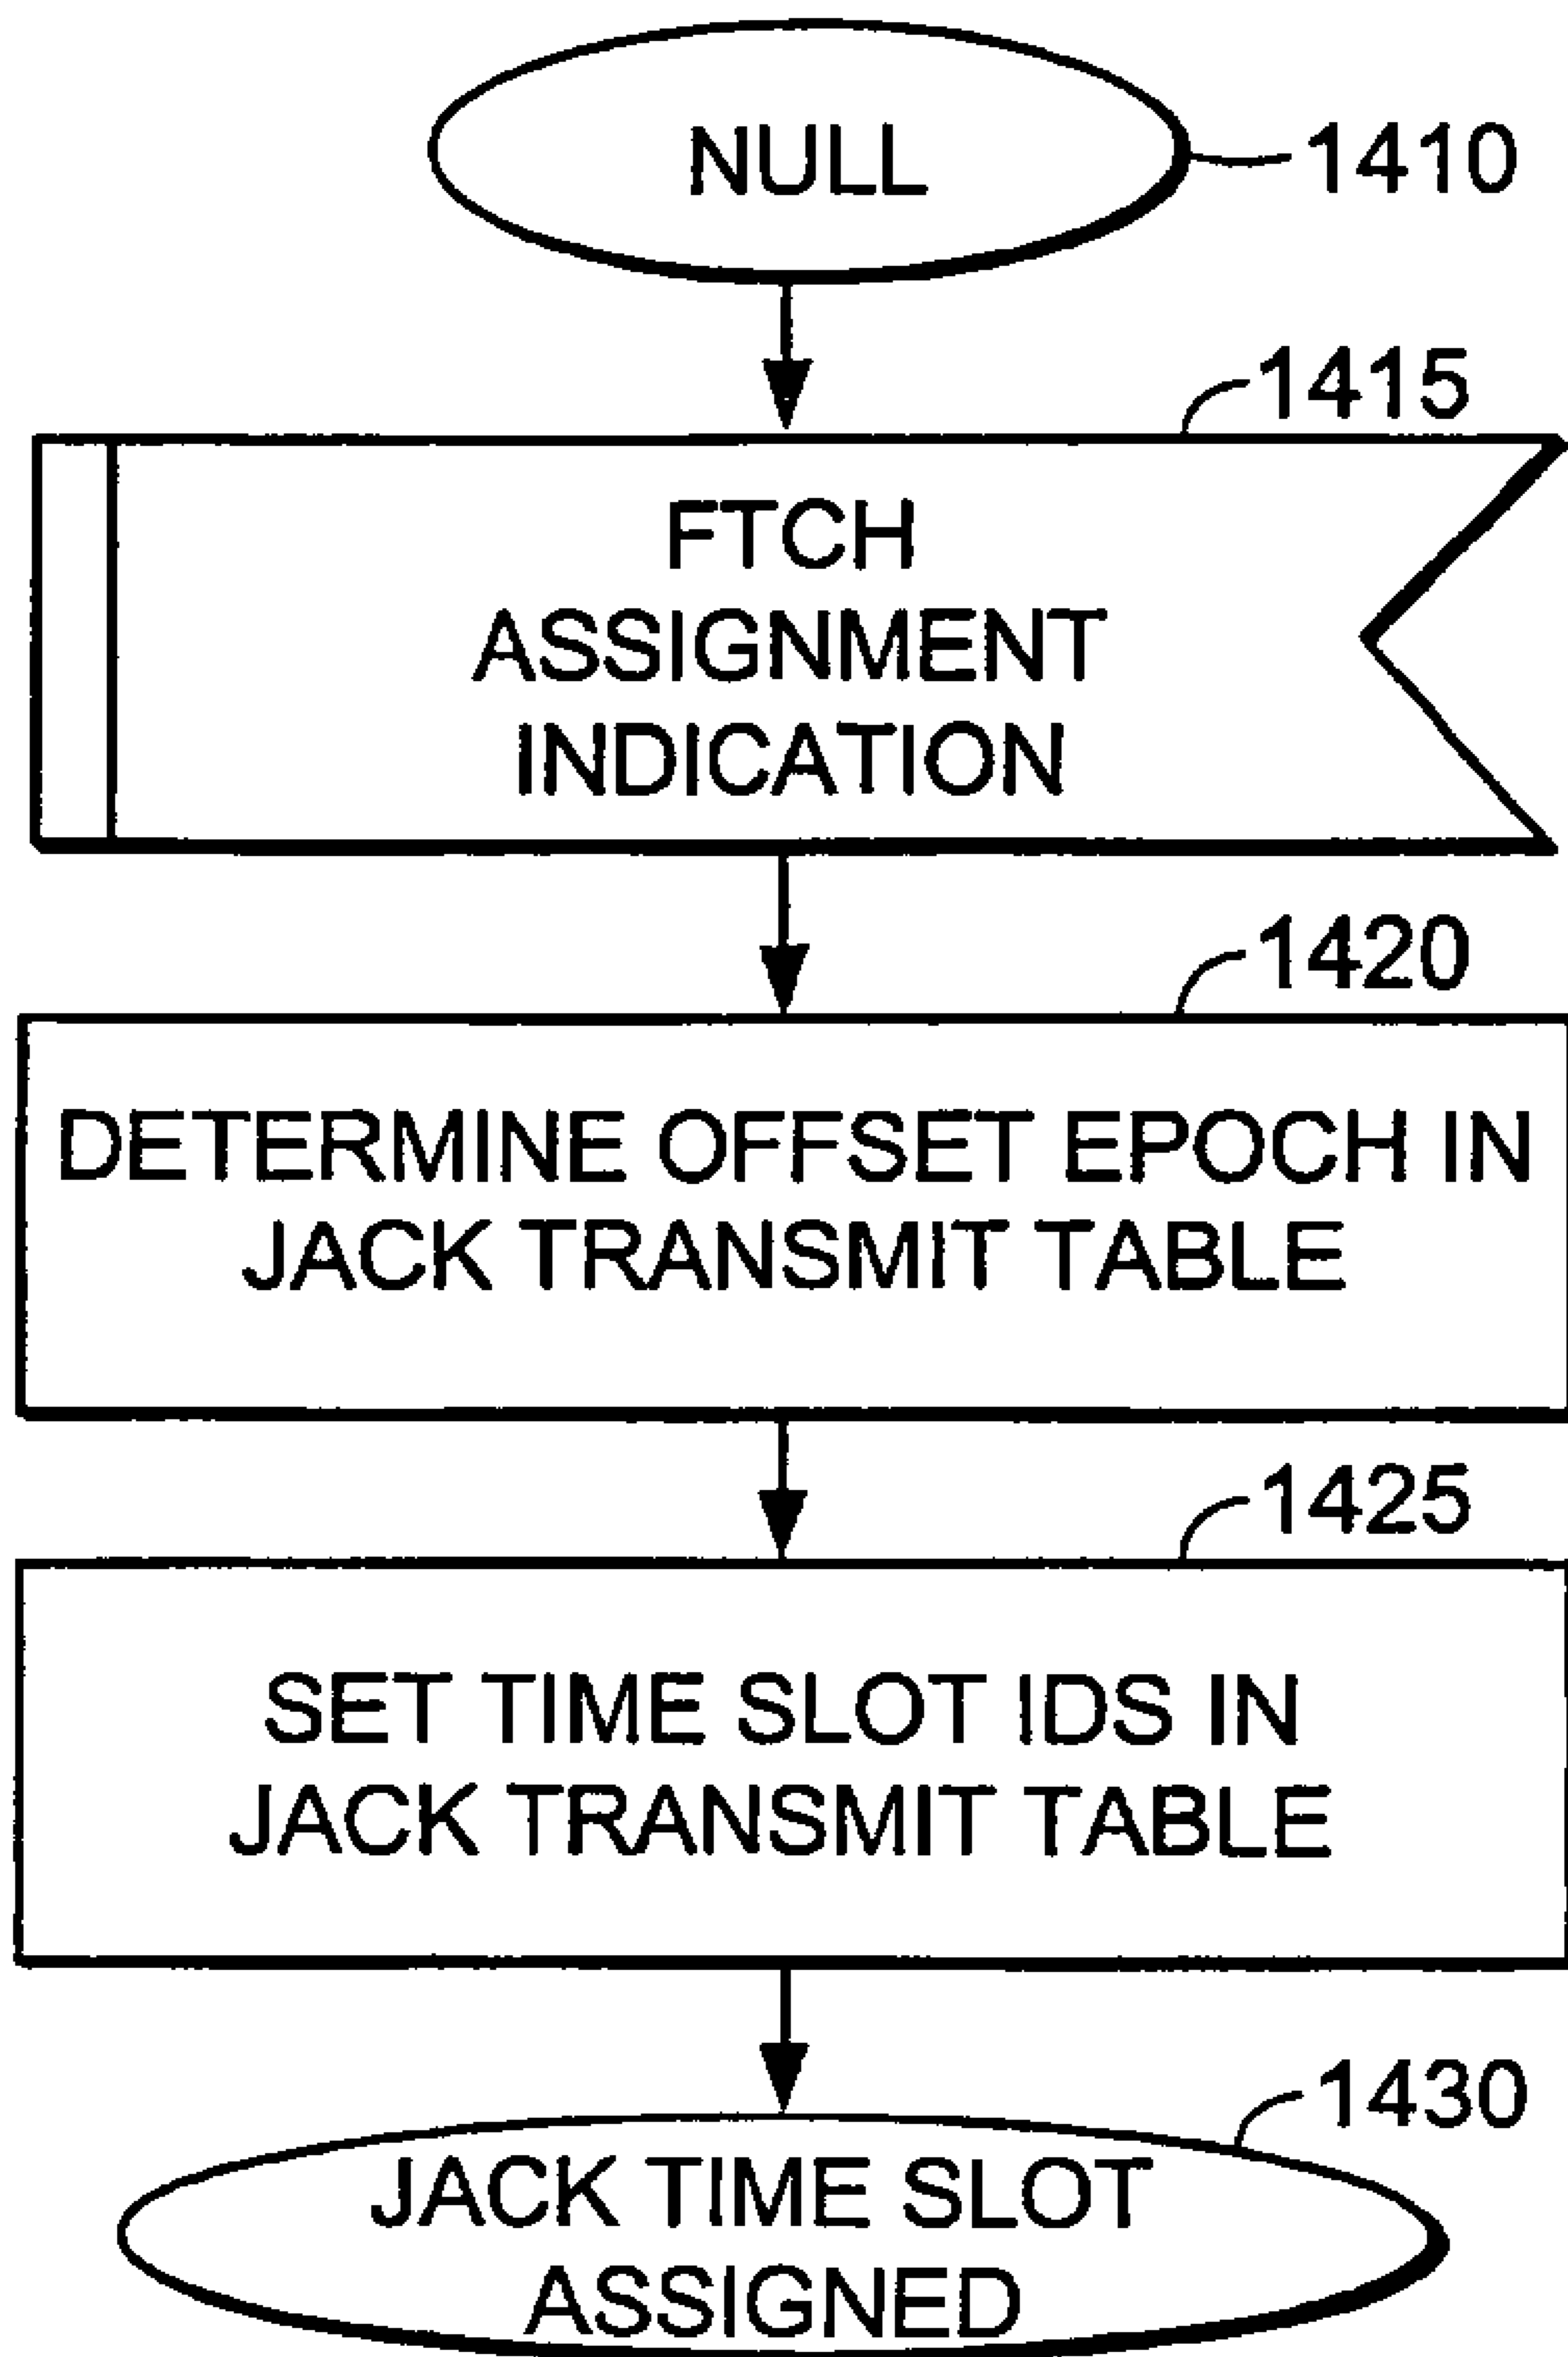 NULL
1410
1415
FTCH
ASSIGNMENT
INDICATION
1420
DETERMINE OFFSET EPOCH IN
JACK TRANSMIT TABLE
1425
SET TIME SLOT IDS IN
JACK TRANSMIT TABLE
1430
JACK TIME SLOT
ASSIGNED